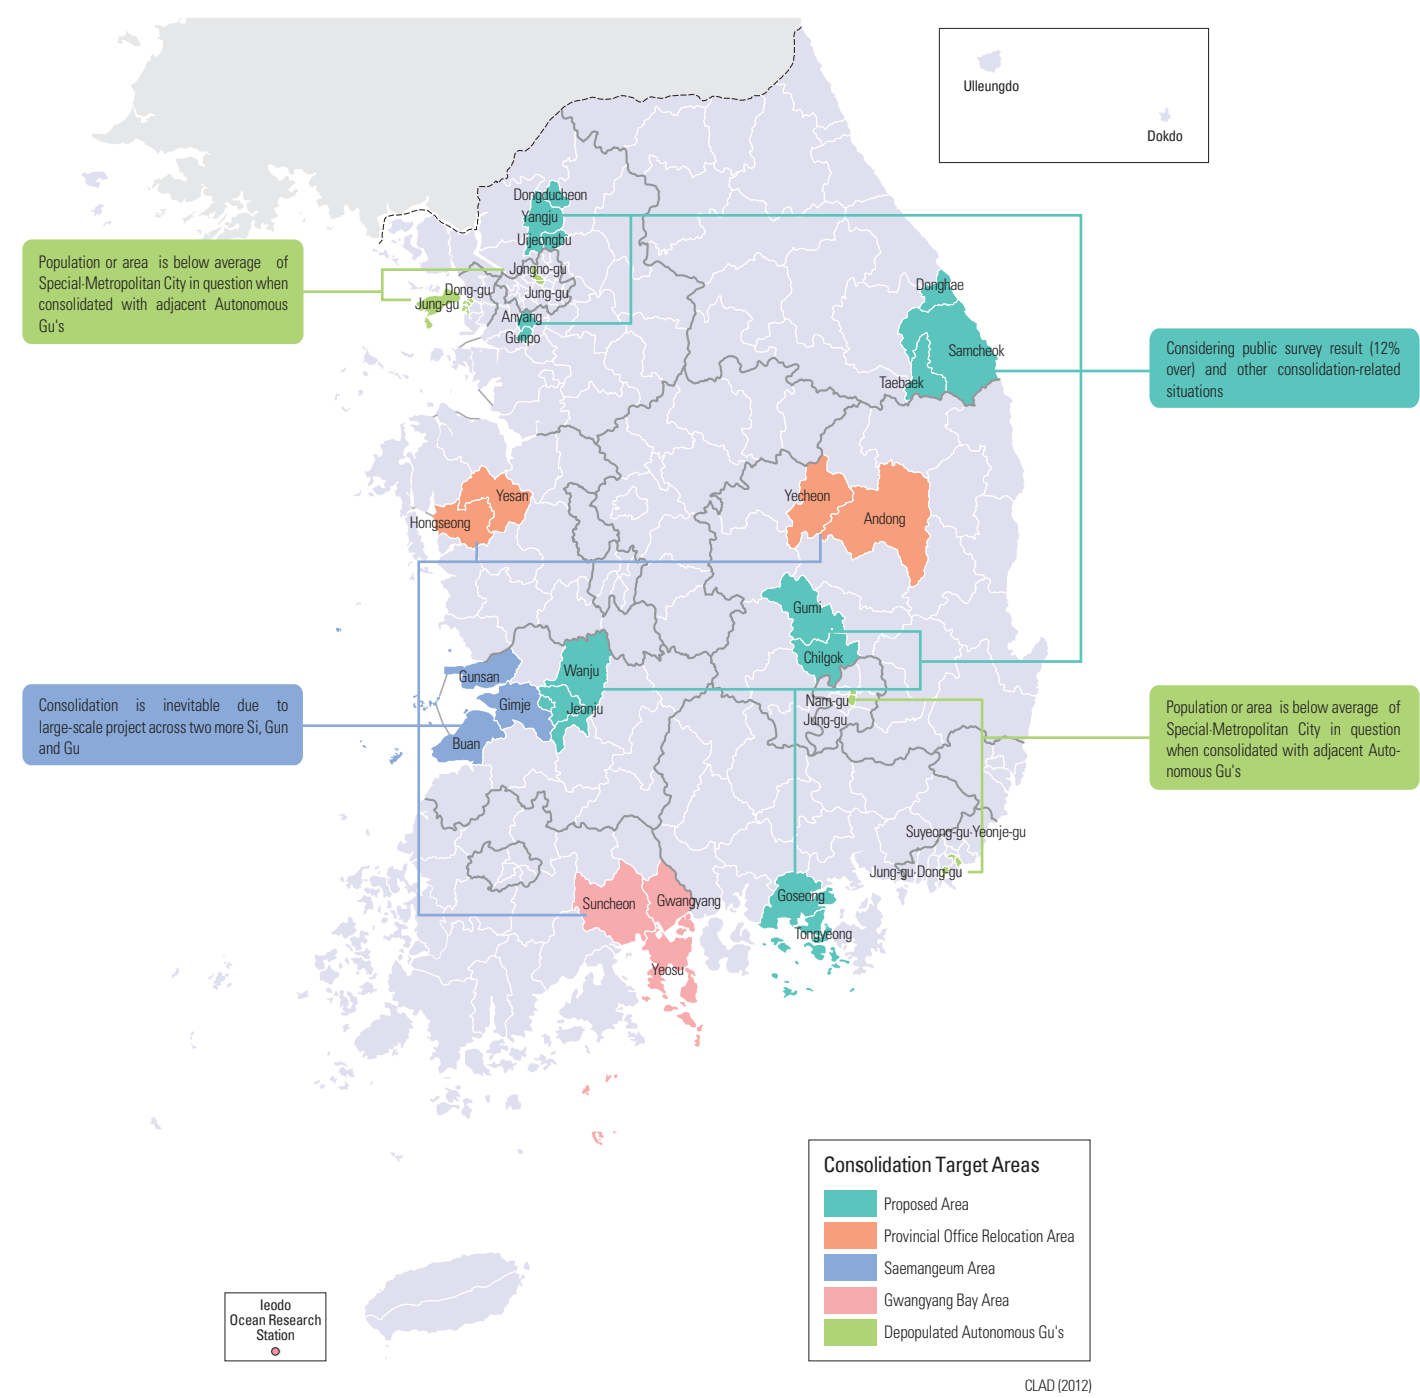 Ulleungdo
Dokdo
Dongducheon
Yangju
Uijeongbu
Jongno-gu
Dong-gu
Jung-gu
Jung-gu
Anyang
Gunpo
Population or area is below average of
Special·Metropolitan City in question when
consolidated with adjacent Autonomous
Gu's
Donghae
Samcheok
Taebaek
Considering public survey result (12%
over) and other consolidation-related
situations
Yesan
Hongseong
Yecheon
Andong
Gumi
Chilgok
Wanju
Jeonju
Gunsan
Gimje
Buan
Consolidation is inevitable due to
large-scale project across two more Si, Gun
and Gu
Nam-gu
Jung-gu
Population or area is below average of
Special·Metropolitan City in question
when consolidated with adjacent Auto-
nomous Gu's
Suyeong-gu·Yeonje-gu
Jung-gu·Dong-gu
Suncheon
Gwangyang
Yeosu
Goseong
Tongyeong
Consolidation Target Areas
Proposed Area
Provincial Office Relocation Area
Saemangeum Area
Gwangyang Bay Area
Depopulated Autonomous Gu's
Ieodo
Ocean Research
Station
CLAD (2012)